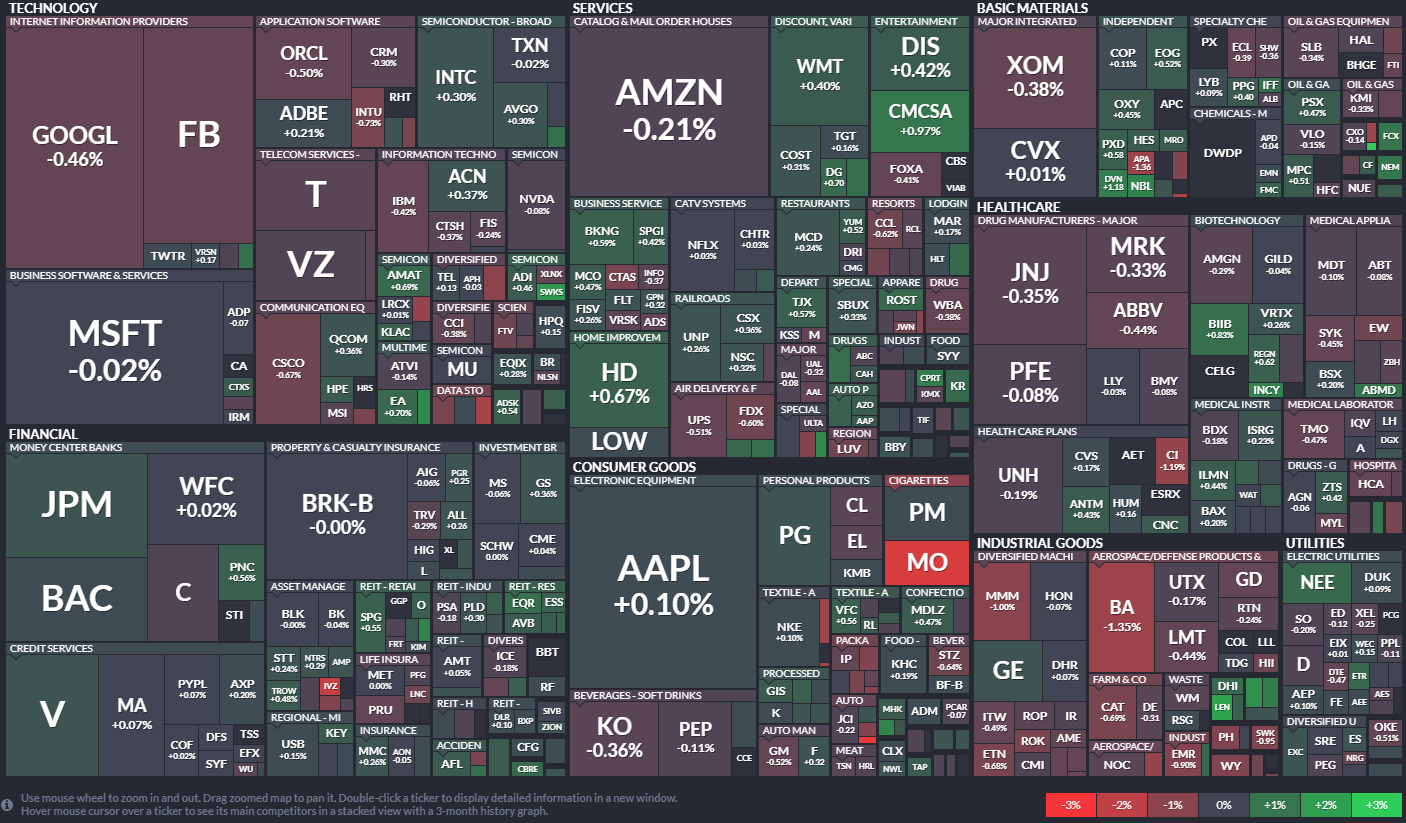 TECHNOLOGY
INTERNET INFORMATION PROVIDERS
GOOGL
-0.46%
FB
TWTR
VRSN
+0.17
APPLICATION SOFTWARE
ORCL
-0.50%
CRM
-0.30%
ADBE
+0.21%
INTU
-0.73%
RHT
SEMICONDUCTOR - BROAD
INTC
+0.30%
TXN
-0.02%
AVGO
+0.30%
TELECOM SERVICES -
T
VZ
INFORMATION TECHNO
IBM
-0.42%
ACN
+0.37%
CTSH
-0.37%
FIS
-0.24%
SEMICON
NVDA
-0.08%
BUSINESS SOFTWARE & SERVICES
MSFT
-0.02%
ADP
-0.07
CA
CTXS
IRM
COMMUNICATION EQ
CSCO
-0.67%
QCOM
+0.36%
HPE
HRS
MSI
SEMICON
AMAT
+0.69%
LRCX
+0.01%
KLAC
DIVERSIFIED
TEL
+0.13
APH
-0.03
SEMICON
ADI
+0.46
XLNX
SWKS
DIVERSIFIE
CCI
-0.38%
SCIEN
FTV
HPQ
+0.15
MULTIME
ATVI
-0.14%
EA
+0.70%
SEMICON
MU
EQIX
+0.28%
BR
NLSN
DATA STO
ADSK
+0.54
FINANCIAL
MONEY CENTER BANKS
JPM
WFC
+0.02%
BAC
C
PNC
+0.56%
STI
PROPERTY & CASUALTY INSURANCE
BRK-B
-0.00%
AIG
-0.06%
PGR
+0.25
TRV
-0.29%
ALL
+0.26
HIG
XL
L
INVESTMENT BR
MS
-0.06%
GS
+0.36%
SCHW
0.00%
CME
+0.04%
CREDIT SERVICES
V
MA
+0.07%
PYPL
+0.07%
AXP
+0.20%
COF
+0.02%
DFS
SYF
TSS
EFX
WU
ASSET MANAGE
BLK
-0.00%
BK
-0.04%
STT
+0.24%
NTRS
+0.29
AMP
TROW
+0.48%
IVZ
REIT - RETAI
SPG
+0.55
GGP
O
FRT
KIM
REIT - INDU
PSA
-0.18
PLD
+0.30
REIT - RES
EQR
ESS
AVB
LIFE INSURA
MET
0.00%
PFG
PRU
LNC
REIT -
AMT
+0.05%
DIVERS
ICE
-0.18%
BBT
RF
REGIONAL - MI
USB
+0.15%
KEY
INSURANCE
MMC
+0.26%
AON
-0.05
REIT - H
REIT -
DLR
+0.10
BXP
SIVB
ZION
ACCIDEN
AFL
CFG
CBRE
SERVICES
CATALOG & MAIL ORDER HOUSES
AMZN
-0.21%
DISCOUNT, VARI
WMT
+0.40%
COST
+0.31%
TGT
+0.16%
DG
+0.70
ENTERTAINMENT
DIS
+0.42%
CMCSA
+0.97%
FOXA
-0.41%
CBS
VIAB
BUSINESS SERVICE
BKNG
+0.59%
SPGI
+0.42%
MCO
+0.47%
CTAS
INFO
-0.37
FISV
+0.26%
FLT
GPN
+0.32
VRSK
ADS
CATV SYSTEMS
NFLX
+0.03%
CHTR
+0.03%
RESTAURANTS
MCD
+0.24%
YUM
+0.52
DRI
CMG
RESORTS
CCL
-0.62%
RCL
LODGIN
MAR
+0.17%
HLT
RAILROADS
UNP
+0.26%
CSX
+0.36%
NSC
+0.32%
DEPART
TJX
+0.57%
KSS
M
SPECIAL
SBUX
+0.33%
APPARE
ROST
JWN
DRUG
WBA
-0.38%
HOME IMPROVEM
HD
+0.67%
LOW
MAJOR
DAL
-0.08
UAL
-0.32
AAL
DRUGS
ABC
CAH
INDUST
CPRT
KMX
FOOD
SYY
KR
AIR DELIVERY & F
UPS
-0.51%
FDX
-0.60%
AUTO P
AZO
AAP
SPECIAL
ULTA
REGION
LUV
TIF
BBY
CONSUMER GOODS
ELECTRONIC EQUIPMENT
AAPL
+0.10%
PERSONAL PRODUCTS
PG
CL
EL
KMB
CIGARETTES
PM
MO
TEXTILE - A
NKE
+0.10%
TEXTILE - A
VFC
+0.56
RL
CONFECTIO
MDLZ
+0.47%
PACKA
IP
FOOD -
KHC
+0.19%
BEVER
STZ
-0.64%
BF-B
PROCESSED
GIS
K
BEVERAGES - SOFT DRINKS
KO
-0.36%
PEP
-0.11%
CCE
AUTO
JCI
-0.22
MHK
ADM
PCAR
-0.07
AUTO MAN
GM
-0.52%
F
+0.32
MEAT
TSN
HRL
CLX
NWL
TAP
BASIC MATERIALS
MAJOR INTEGRATED
XOM
-0.38%
CVX
+0.01%
INDEPENDENT
COP
+0.11%
EOG
+0.52%
OXY
+0.45%
APC
PXD
+0.58
HES
MRO
APA
-1.36
DVN
+1.18
NBL
SPECIALTY CHE
PX
ECL
-0.39
SHW
-0.36
LYB
+0.09%
PPG
+0.40
IFF
ALB
CHEMICALS - M
DWDP
APD
-0.04
EMN
FMC
OIL & GAS EQUIPMEN
SLB
-0.34%
HAL
BHGE
FTI
OIL & GA
PSX
+0.47%
VLO
-0.15%
MPC
+0.51
HFC
OIL & GAS
KMI
-0.33%
CXO
-0.14
FCX
CF
NEM
NUE
HEALTHCARE
DRUG MANUFACTURERS - MAJOR
JNJ
-0.35%
MRK
-0.33%
ABBV
-0.44%
PFE
-0.08%
LLY
-0.03%
BMY
-0.08%
BIOTECHNOLOGY
AMGN
-0.29%
GILD
-0.04%
BIIB
+0.83%
VRTX
+0.26%
REGN
+0.62
CELG
INCY
MEDICAL APPLIA
MDT
-0.10%
ABT
-0.08%
SYK
-0.45%
EW
ZBH
BSX
+0.20%
ABMD
HEALTH CARE PLANS
UNH
-0.19%
CVS
+0.17%
AET
CI
-1.19%
ANTM
+0.43%
HUM
+0.16
ESRX
CNC
MEDICAL INSTR
BDX
-0.18%
ISRG
+0.23%
ILMN
+0.44%
WAT
BAX
+0.20%
MEDICAL LABORATOR
TMO
-0.47%
IQV
LH
A
DGX
DRUGS - G
AGN
-0.06
ZTS
+0.42
MYL
HOSPITA
HCA
INDUSTRIAL GOODS
DIVERSIFIED MACHI
MMM
-1.00%
HON
-0.07%
GE
DHR
+0.07%
AEROSPACE/DEFENSE PRODUCTS &
BA
-1.35%
UTX
-0.17%
GD
RTN
-0.24%
LMT
-0.44%
COL
LLL
TDG
HII
ITW
-0.49%
ROP
IR
ROK
AME
ETN
-0.68%
CMI
FARM & CO
CAT
-0.69%
DE
-0.31
AEROSPACE/
NOC
WASTE
WM
RSG
DHI
LEN
INDUST
EMR
-0.90%
PH
SWK
-0.95
WY
UTILITIES
ELECTRIC UTILITIES
NEE
DUK
+0.09%
SO
-0.20%
ED
-0.12
XEL
-0.25
PCG
D
EIX
+0.01
WEC
+0.15
PPL
-0.11
DTE
-0.47
ETR
AEP
+0.10%
FE
AEE
AES
DIVERSIFIED U
EXC
SRE
ES
OKE
-0.51%
PEG
NRG
Use mouse wheel to zoom in and out. Drag zoomed map to pan it. Double-click a ticker to display detailed information in a new window.
Hover mouse cursor over a ticker to see its main competitors in a stacked view with a 3-month history graph.
-3%
-2%
-1%
0%
+1%
+2%
+3%